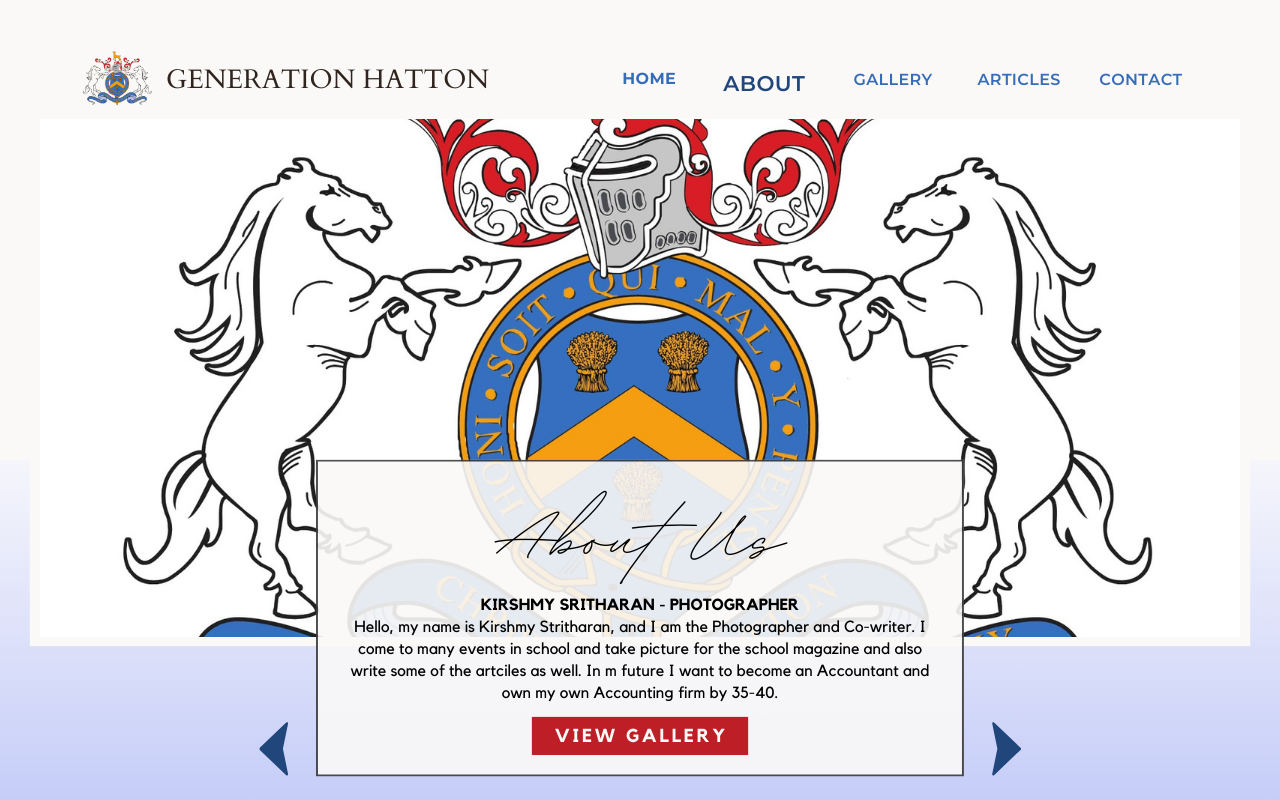 GENERATION HATTON
HOME
ABOUT
GALLERY
ARTICLES
CONTACT
HONI • SOIT • QUI • MAL • Y • PENS
About Us
KIRSHMY SRITHARAN - PHOTOGRAPHER
Hello, my name is Kirshmy Stritharan, and I am the Photographer and Co-writer. I
come to many events in school and take picture for the school magazine and also
write some of the artciles as well. In m future I want to become an Accountant and
own my own Accounting firm by 35-40.
VIEW GALLERY